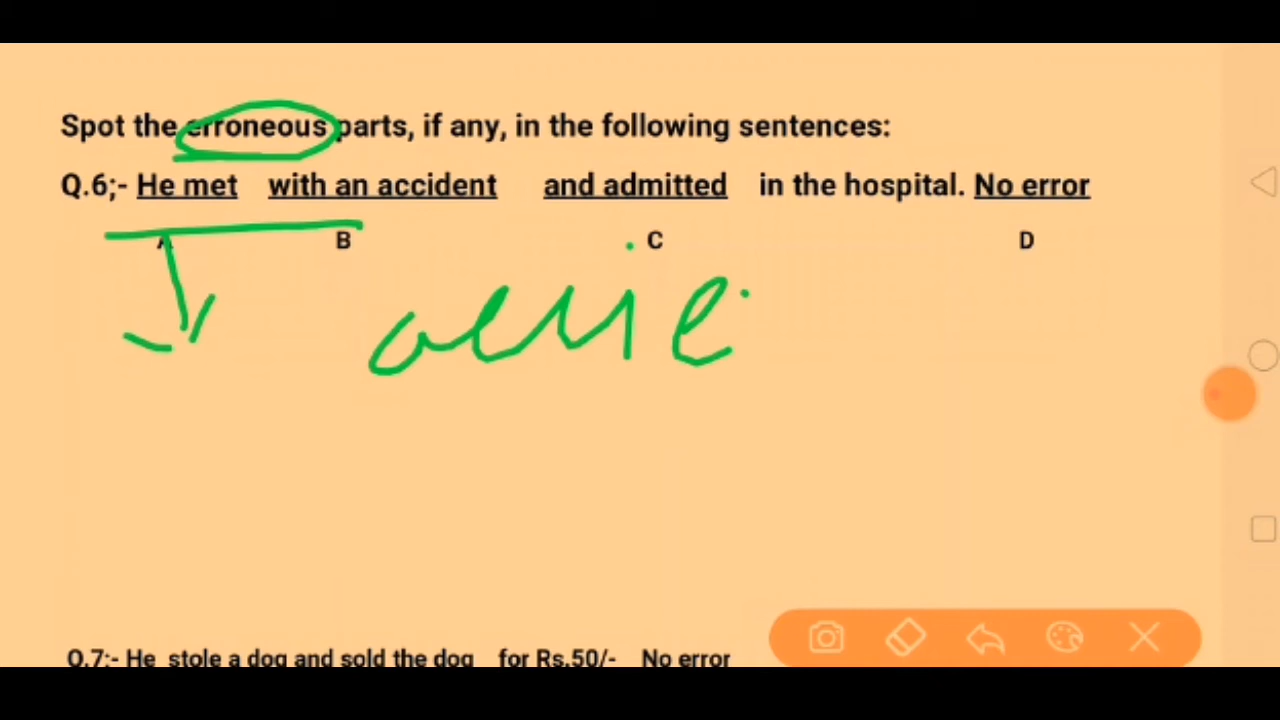 Spot the erroneous parts, if any, in the following sentences:
Q.6;- He met with an accident and admitted in the hospital. No error
A B C D
Q.7:- He stole a dog and sold the dog for Rs.50/- No error